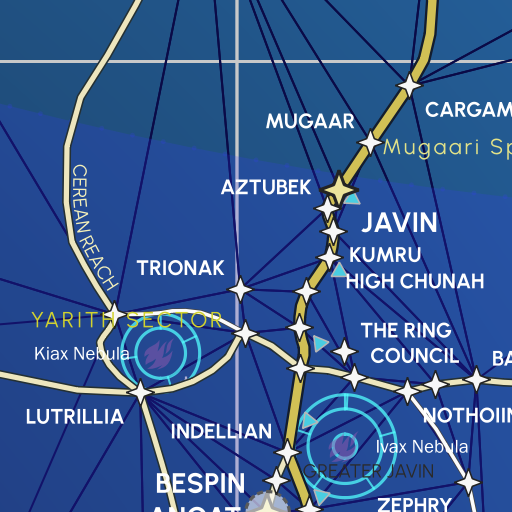 CARGAM
MUGAAR
Mugaari Sp
AZTUBEK
JAVIN
CEREAN REACH
KUMRU
TRIONAK
HIGH CHUNAH
YARITH SECTOR
THE RING
Kiax Nebula
COUNCIL
BA
LUTRILLIA
NOTHOIIN
INDELLIAN
Ivax Nebula
GREATER JAVIN
BESPIN
ZEPHRY
ANOAT